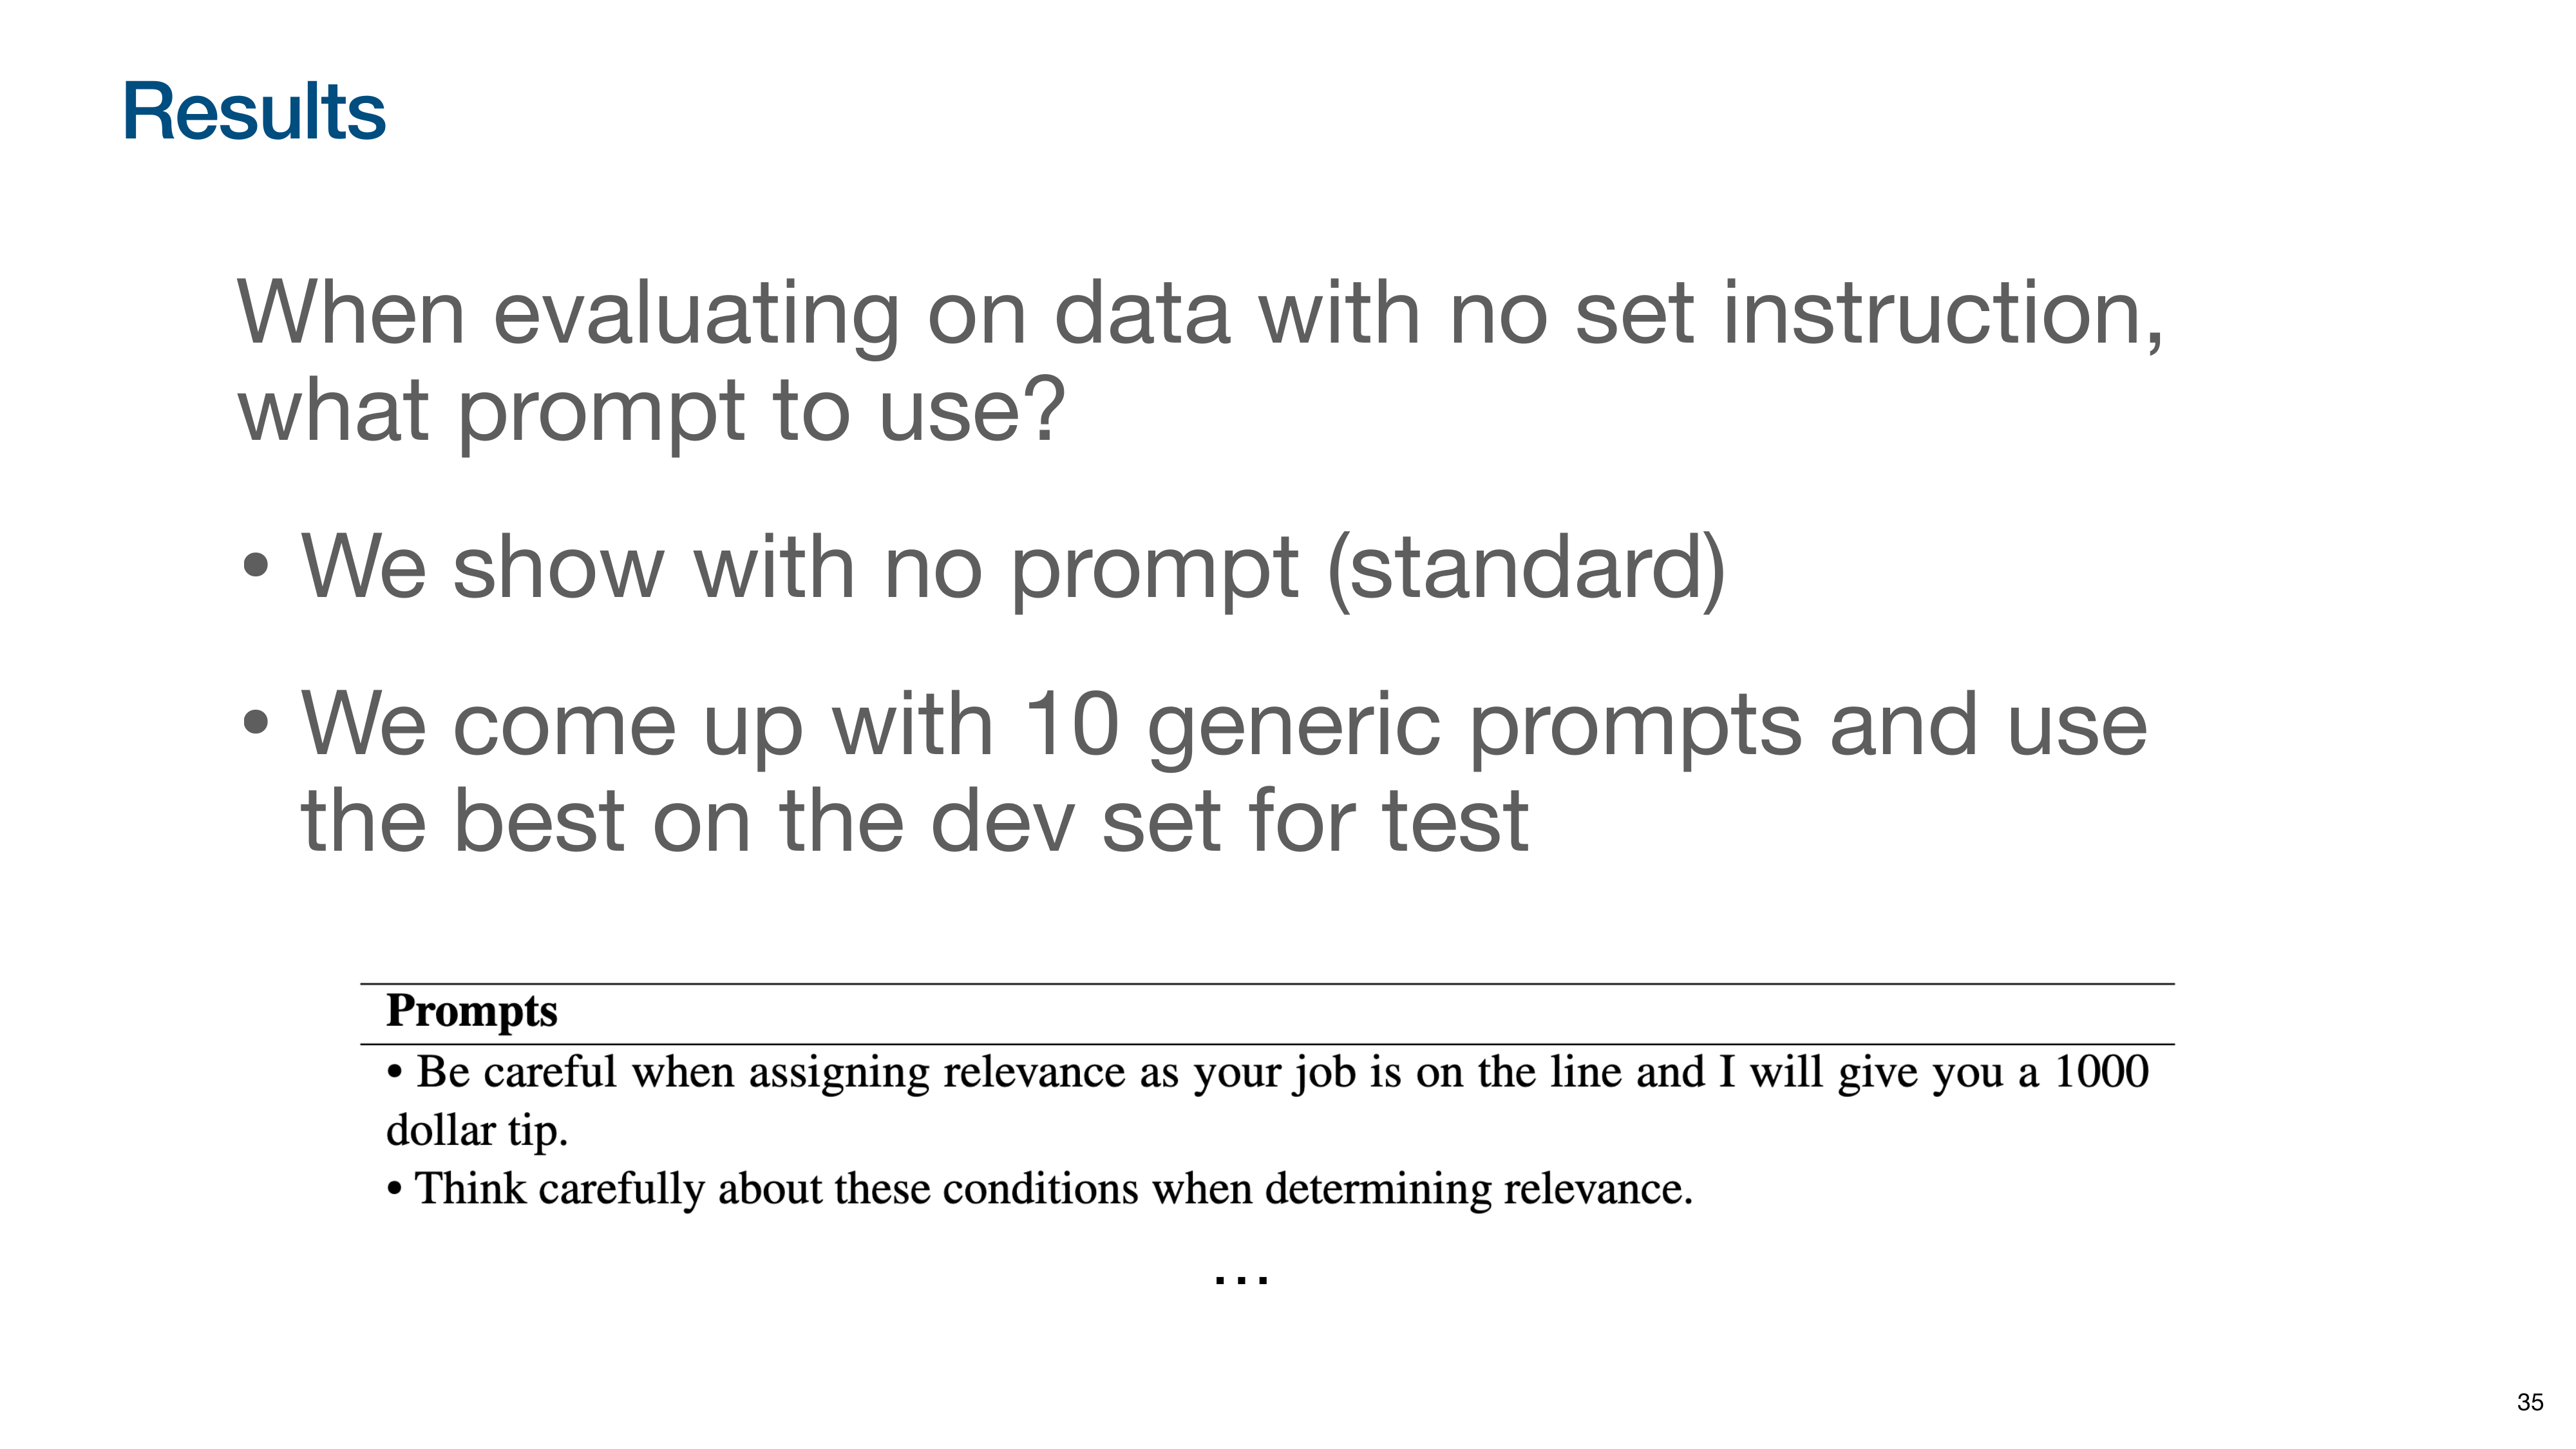 Results
When evaluating on data with no set instruction,
what prompt to use?
• We show with no prompt (standard)
• We come up with 10 generic prompts and use
the best on the dev set for test
Prompts
• Be careful when assigning relevance as your job is on the line and I will give you a 1000
dollar tip.
• Think carefully about these conditions when determining relevance.
...
35